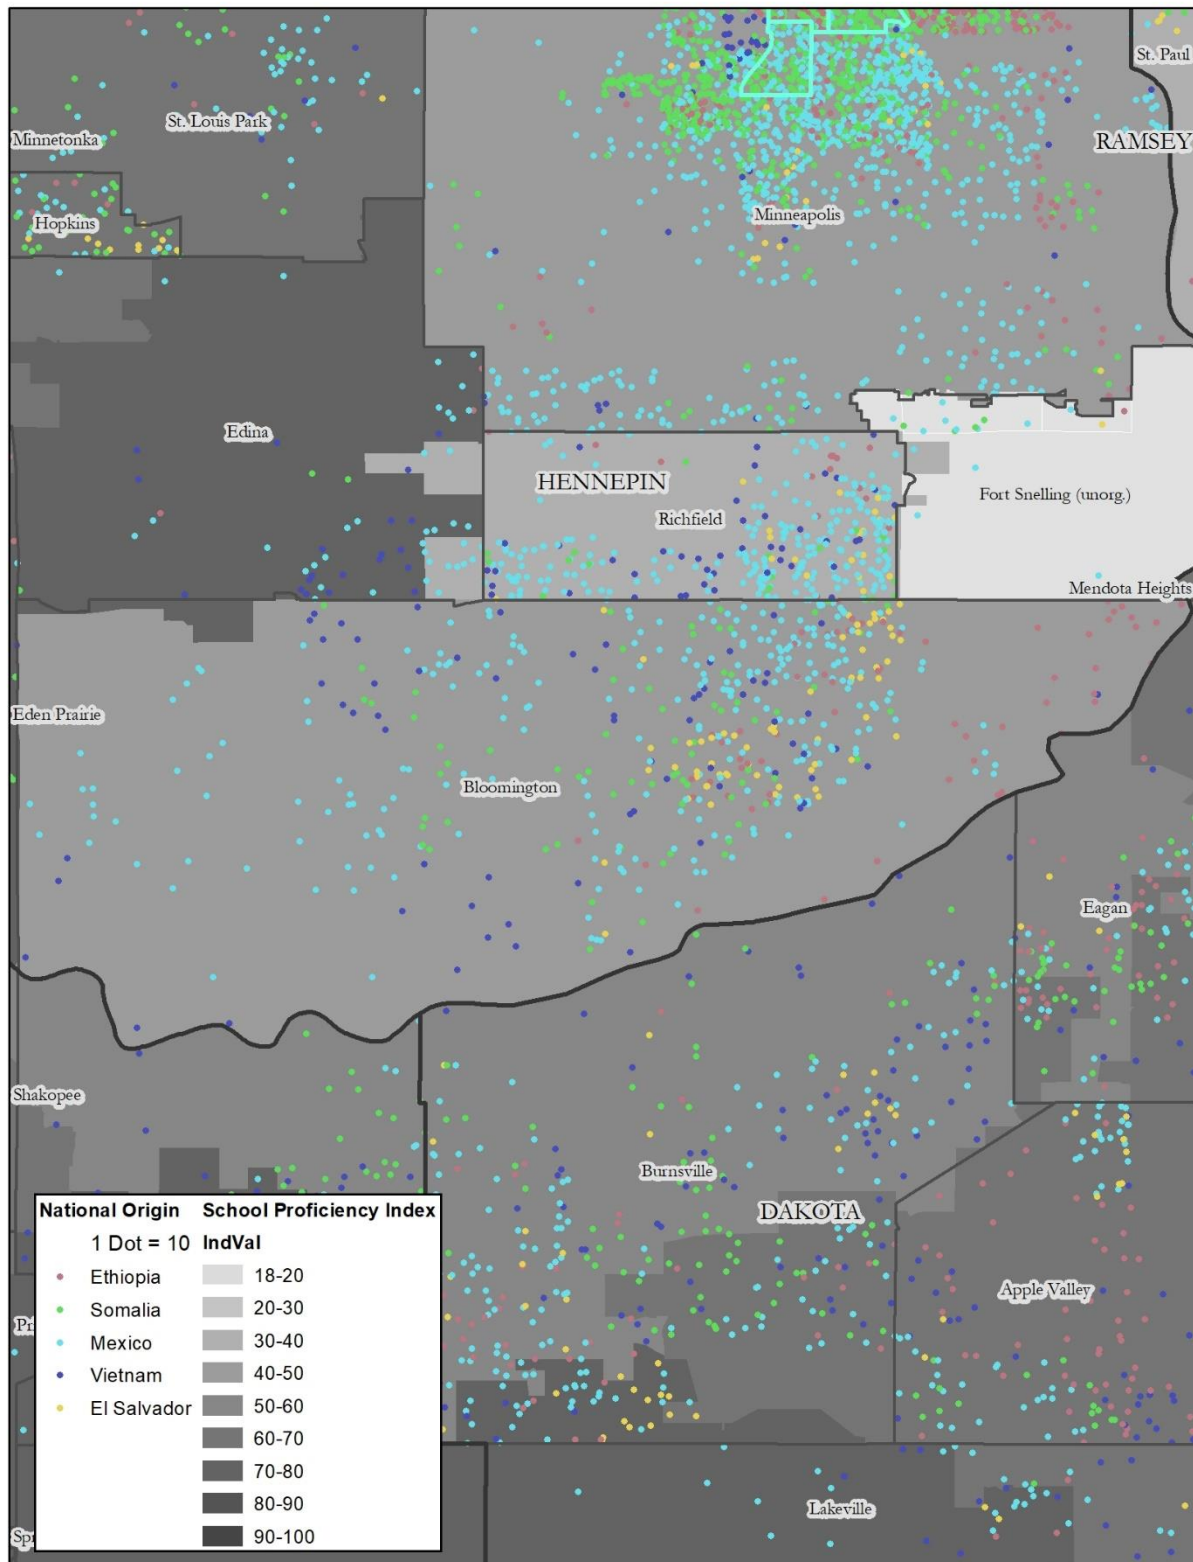 St. Paul
St. Louis Park
Minnetonka
RAMSEY
Hopkins
Minneapolis
Edina
HENNEPIN
Fort Snelling (unorg.)
Richfield
Mendota Heights
Eden Prairie
Bloomington
Eagan
Shakopee
Burnsville
DAKOTA
Apple Valley
Lakeville
Pr
Spr
National Origin School Proficiency Index
1 Dot = 10 IndVal
Ethiopia 18-20
Somalia 20-30
Mexico 30-40
Vietnam 40-50
El Salvador 50-60
60-70
70-80
80-90
90-100